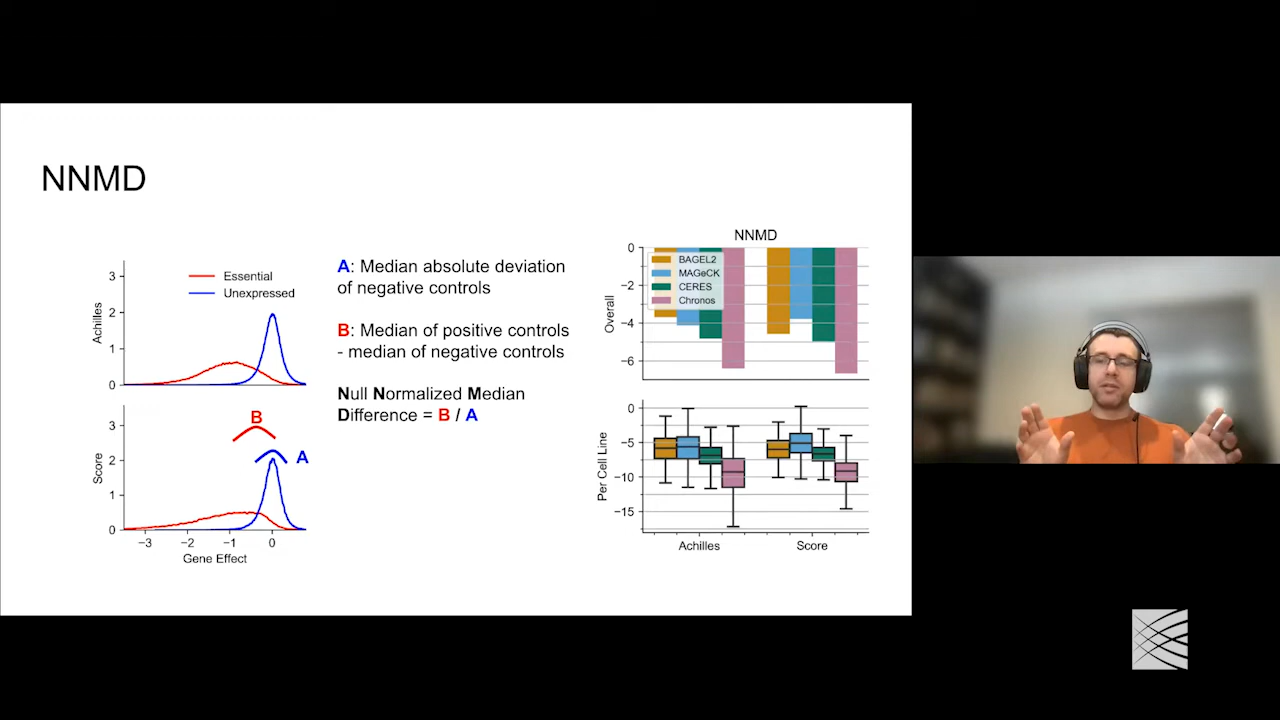 NNMD
3
2
1
0
Achilles
Essential
Unexpressed
3
2
1
0
Score
B
A
−3 −2 −1 0
Gene Effect
A: Median absolute deviation
of negative controls
B: Median of positive controls
- median of negative controls
Null Normalized Median
Difference = B / A
NNMD
0
−2
−4
−6
Overall
BAGEL2
MAGeCK
CERES
Chronos
0
−5
−10
−15
Per Cell Line
Achilles Score